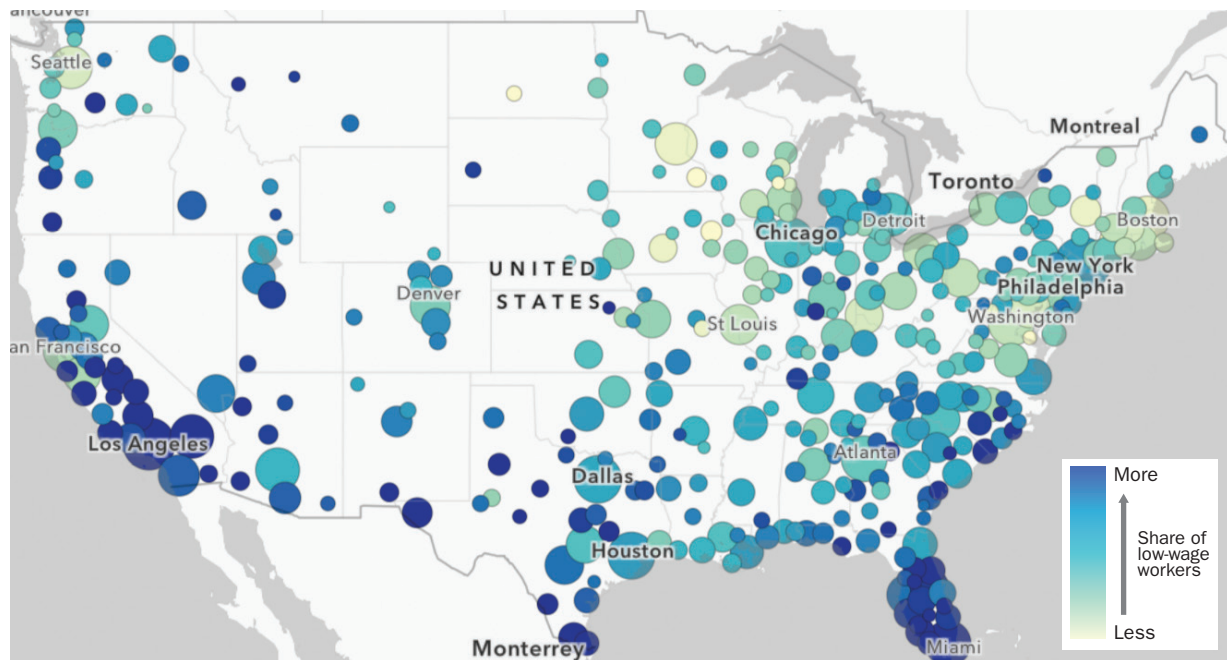 ancouver
Seattle
Montreal
Toronto
Boston
Detroit
Chicago
UNITED
STATES
New York
Philadelphia
Denver
Washington
St Louis
an Francisco
Los Angeles
Atlanta
Dallas
Houston
Monterrey
Miami
More
Share of
low-wage
workers
Less